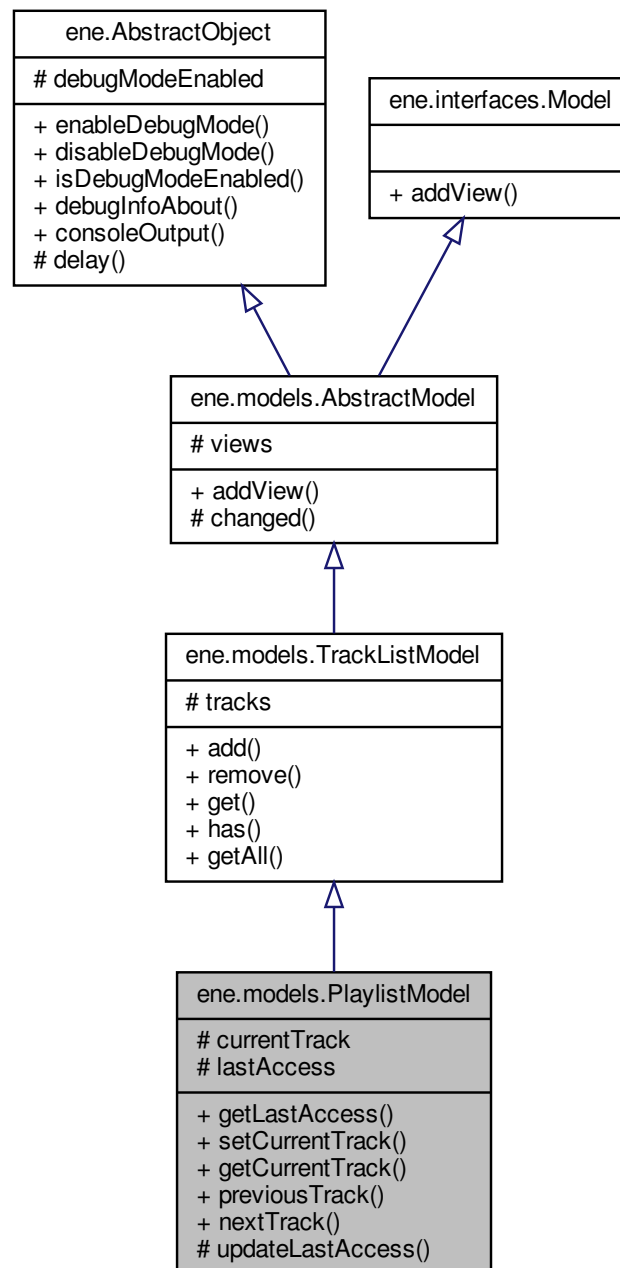 ene.AbstractObject
# debugModeEnabled
+ enableDebugMode()
+ disableDebugMode()
+ isDebugModeEnabled()
+ debugInfoAbout()
+ consoleOutput()
# delay()
ene.interfaces.Model
+ addView()
ene.models.AbstractModel
# views
+ addView()
# changed()
ene.models.TrackListModel
# tracks
+ add()
+ remove()
+ get()
+ has()
+ getAll()
ene.models.PlaylistModel
# currentTrack
# lastAccess
+ getLastAccess()
+ setCurrentTrack()
+ getCurrentTrack()
+ previousTrack()
+ nextTrack()
# updateLastAccess()